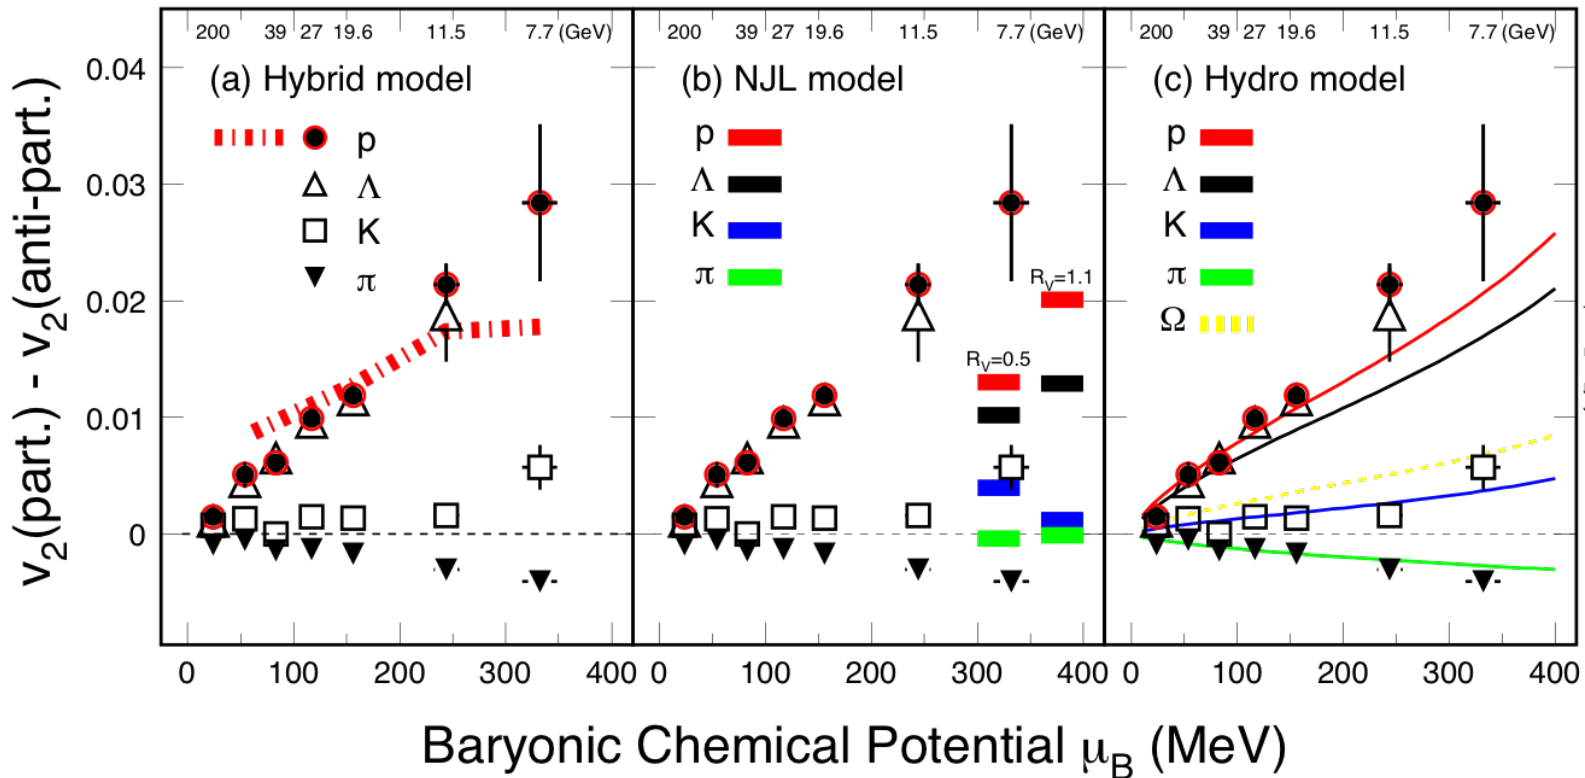 200 39 27 19.6 11.5 7.7 (GeV)
(a) Hybrid model
p
Λ
K
π
200 39 27 19.6 11.5 7.7 (GeV)
(b) NJL model
p
Λ
K
π
R_V=0.5
R_V=1.1
200 39 27 19.6 11.5 7.7 (GeV)
(c) Hydro model
p
Λ
K
π
Ω
v₂(part.) - v₂(anti-part.)
0.04
0.03
0.02
0.01
0
0 100 200 300 400
0 100 200 300 400
0 100 200 300 400
Baryonic Chemical Potential μ_B (MeV)